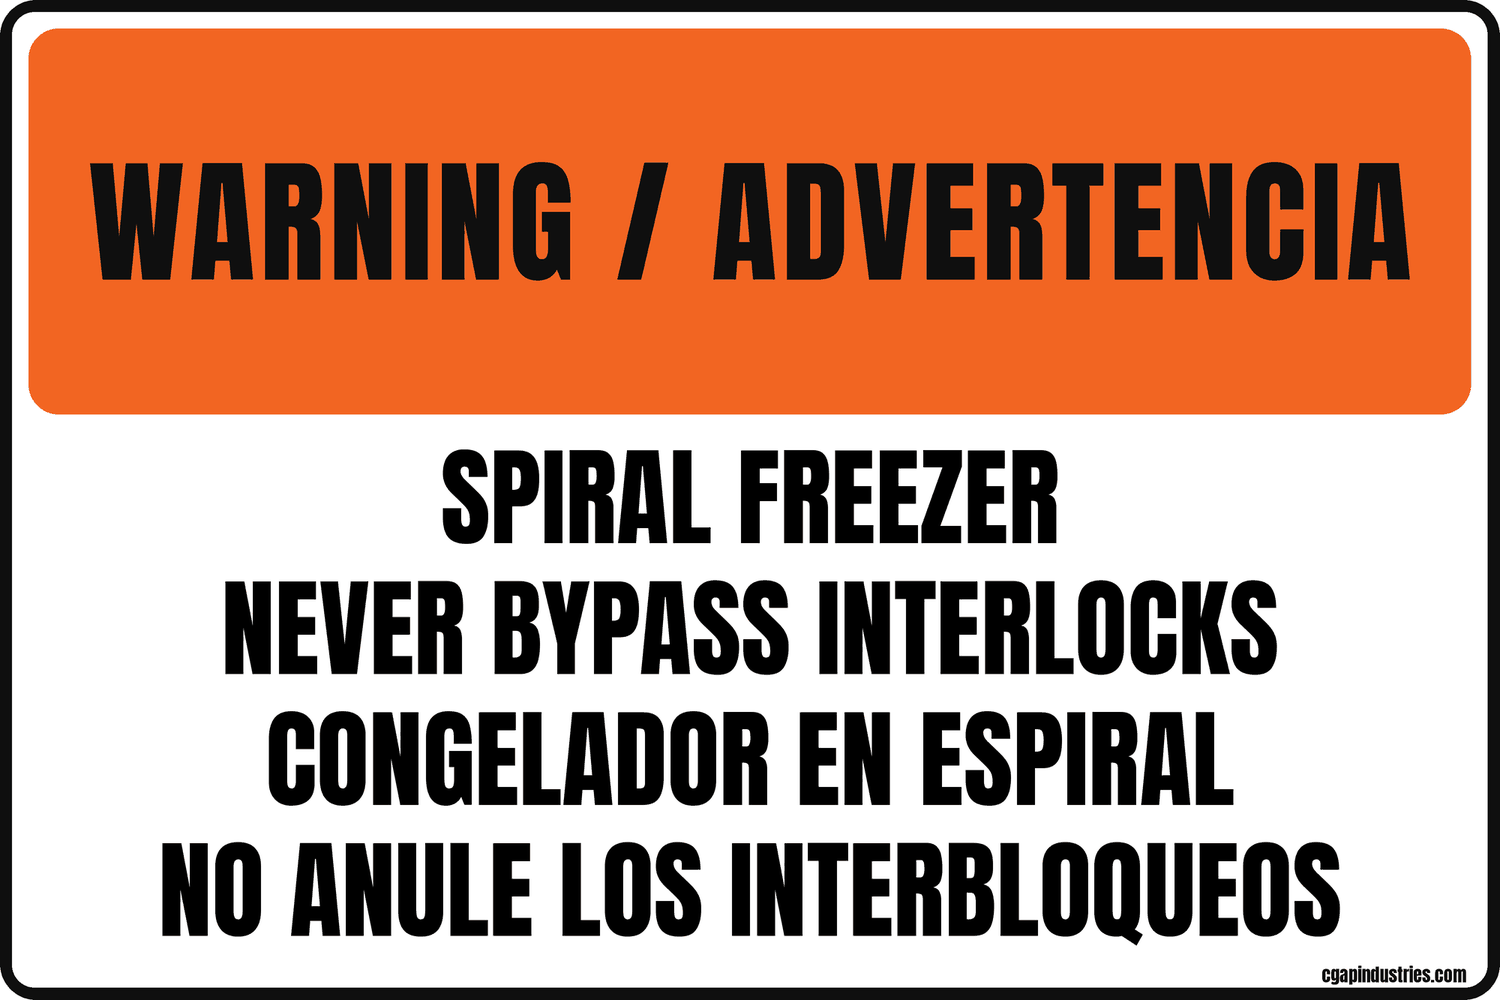 WARNING / ADVERTENCIA
SPIRAL FREEZER
NEVER BYPASS INTERLOCKS
CONGELADOR EN ESPIRAL
NO ANULE LOS INTERBLOQUEOS
cgapindustries.com